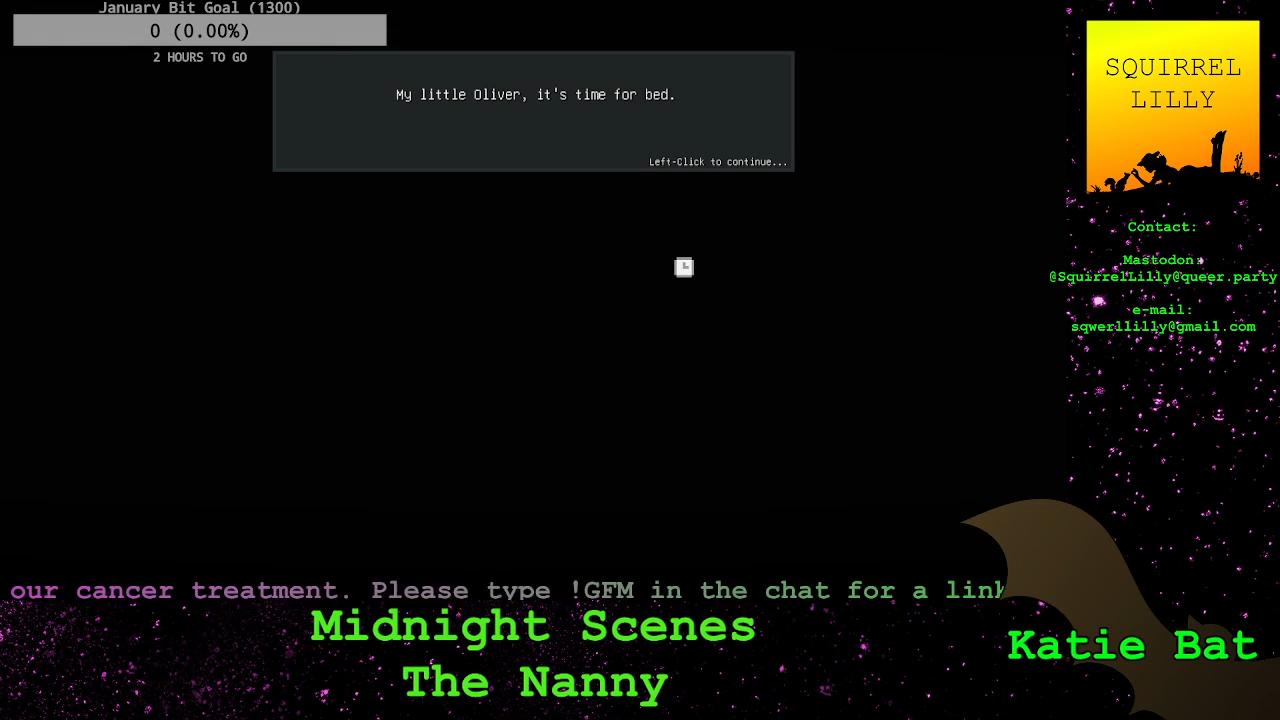 January Bit Goal (1300)
0 (0.00%)
2 HOURS TO GO
My little Oliver, it's time for bed.
Left-Click to continue...
SQUIRREL
LILLY
Contact:
Mastodon:
@SquirrelLilly@queer.party
e-mail:
sqwerllilly@gmail.com
our cancer treatment. Please type !GFM in the chat for a link
Midnight Scenes
The Nanny
Katie Bat